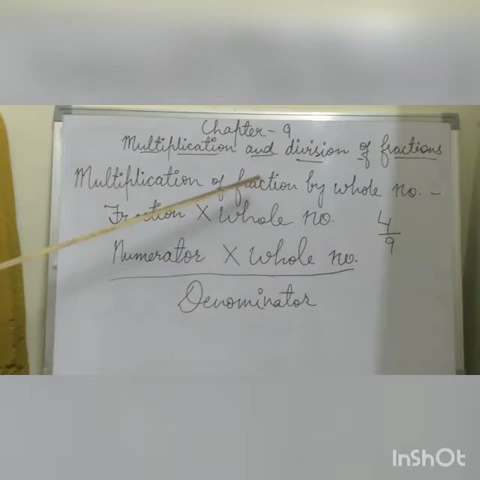 Chapter - 9
Multiplication and division of fractions
Multiplication of fraction by whole no. -
Fraction X Whole no.
4
9
Numerator X Whole no.
Denominator
InShOt